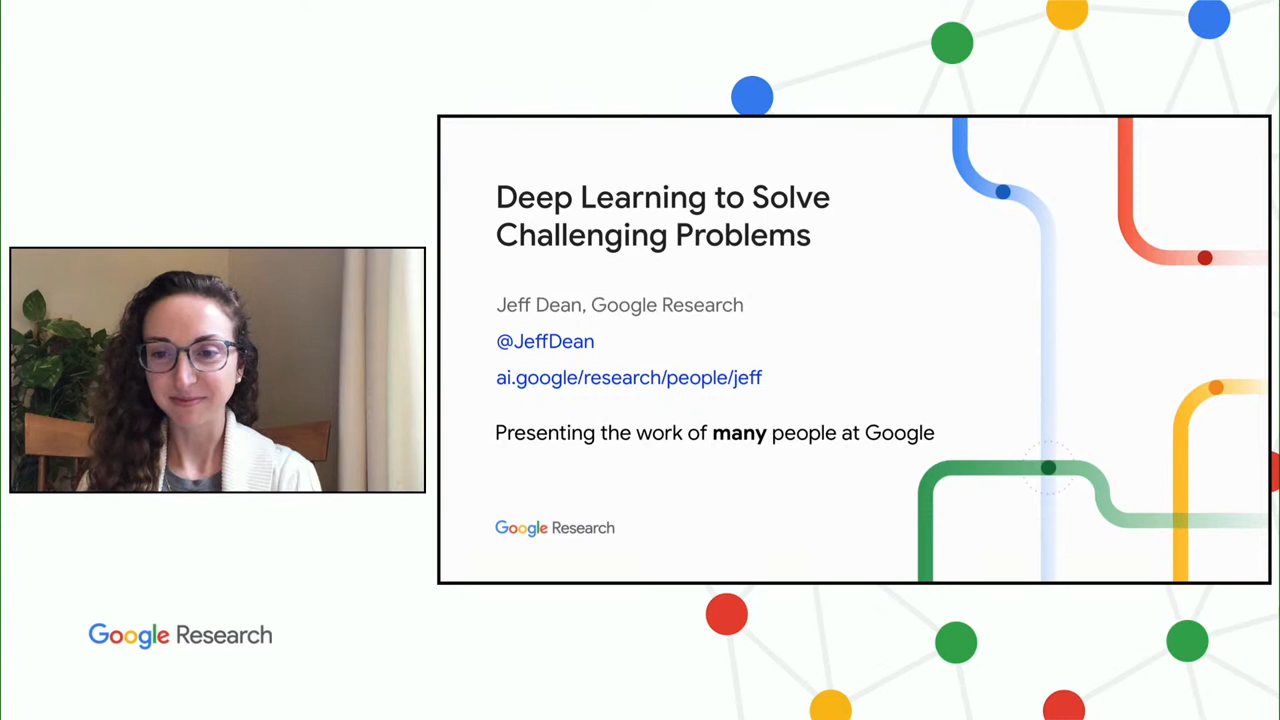 Deep Learning to Solve
Challenging Problems
Jeff Dean, Google Research
@JeffDean
ai.google/research/people/jeff
Presenting the work of many people at Google
Google Research
Google Research